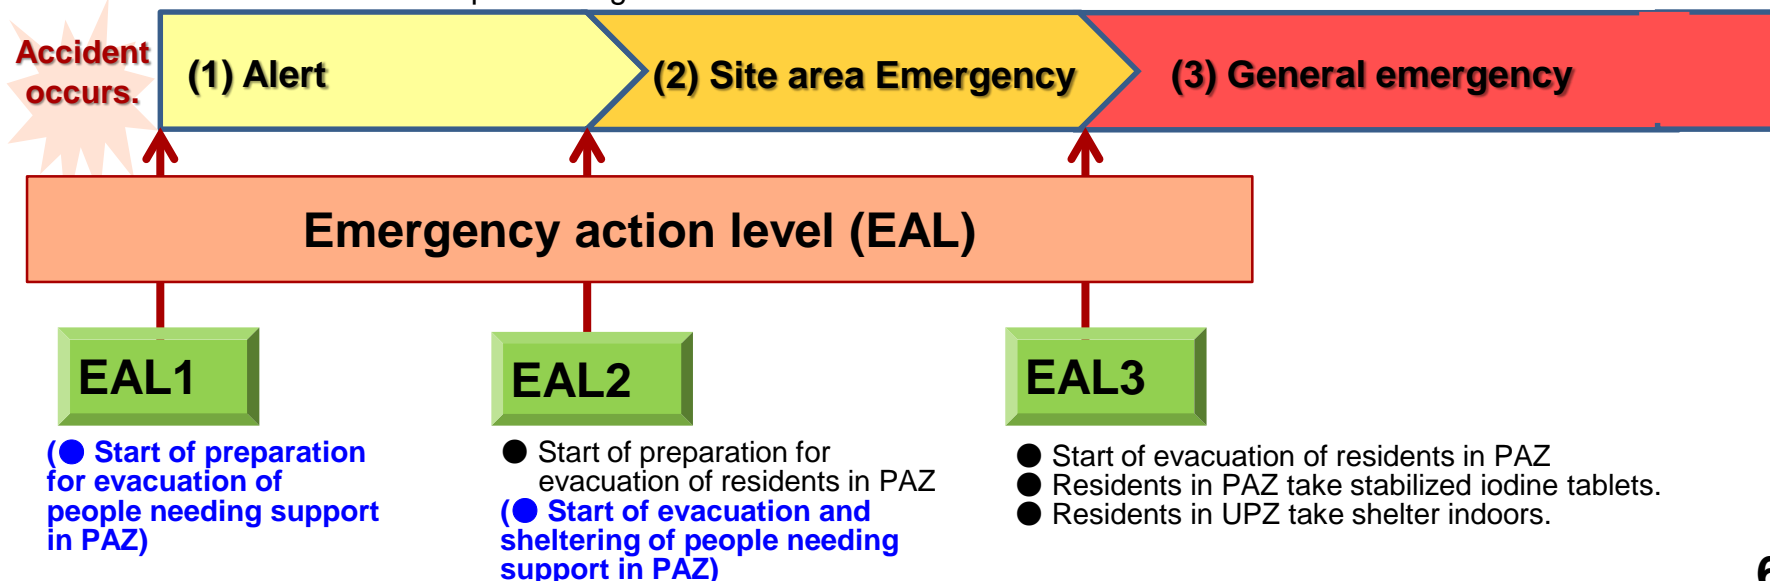 Accident
occurs.
(1) Alert
(2) Site area Emergency
(3) General emergency
Emergency action level (EAL)
EAL1
EAL2
EAL3
(● Start of preparation
for evacuation of
people needing support
in PAZ)
● Start of preparation for
evacuation of residents in PAZ
(● Start of evacuation and
sheltering of people needing
support in PAZ)
● Start of evacuation of residents in PAZ
● Residents in PAZ take stabilized iodine tablets.
● Residents in UPZ take shelter indoors.